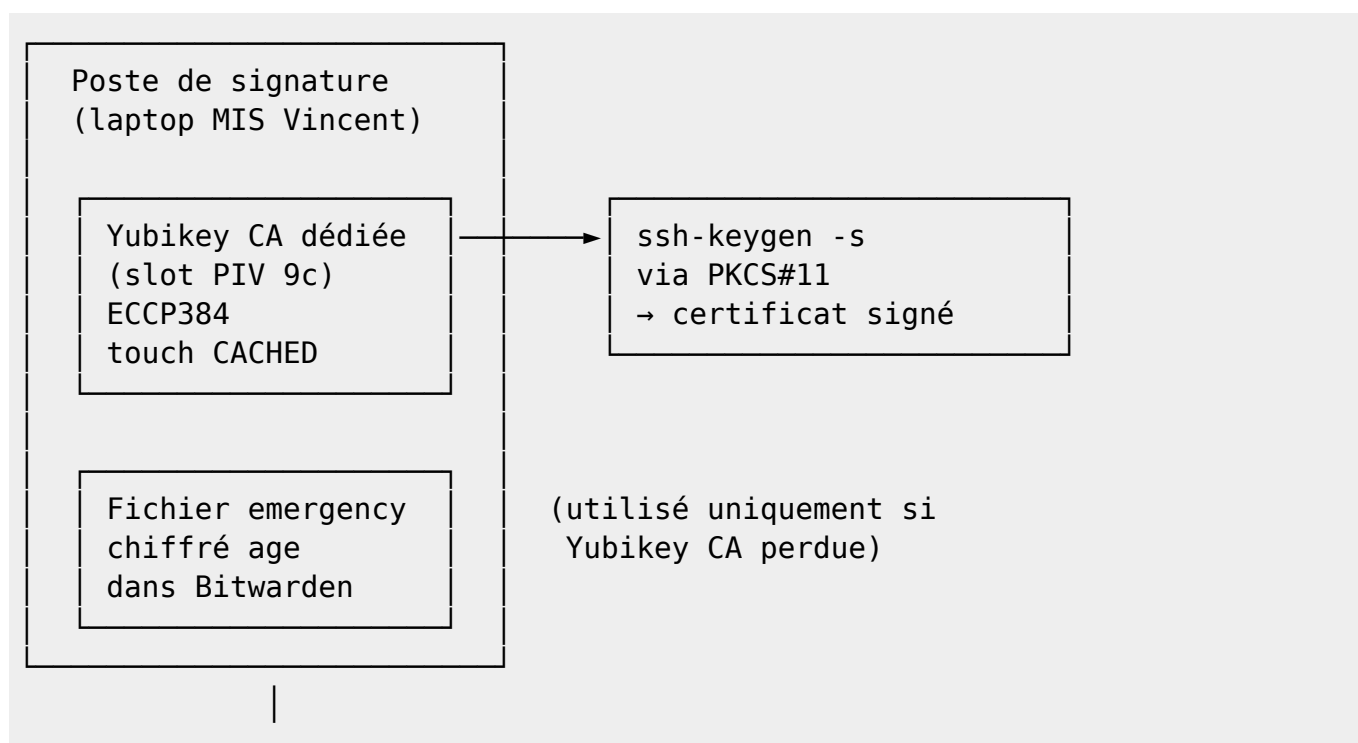 Poste de signature
(laptop MIS Vincent)
Yubikey CA dédiée
(slot PIV 9c)
ECCP384
touch CACHED
ssh-keygen -s
via PKCS#11
→ certificat signé
Fichier emergency
chiffré age
dans Bitwarden
(utilisé uniquement si
Yubikey CA perdue)